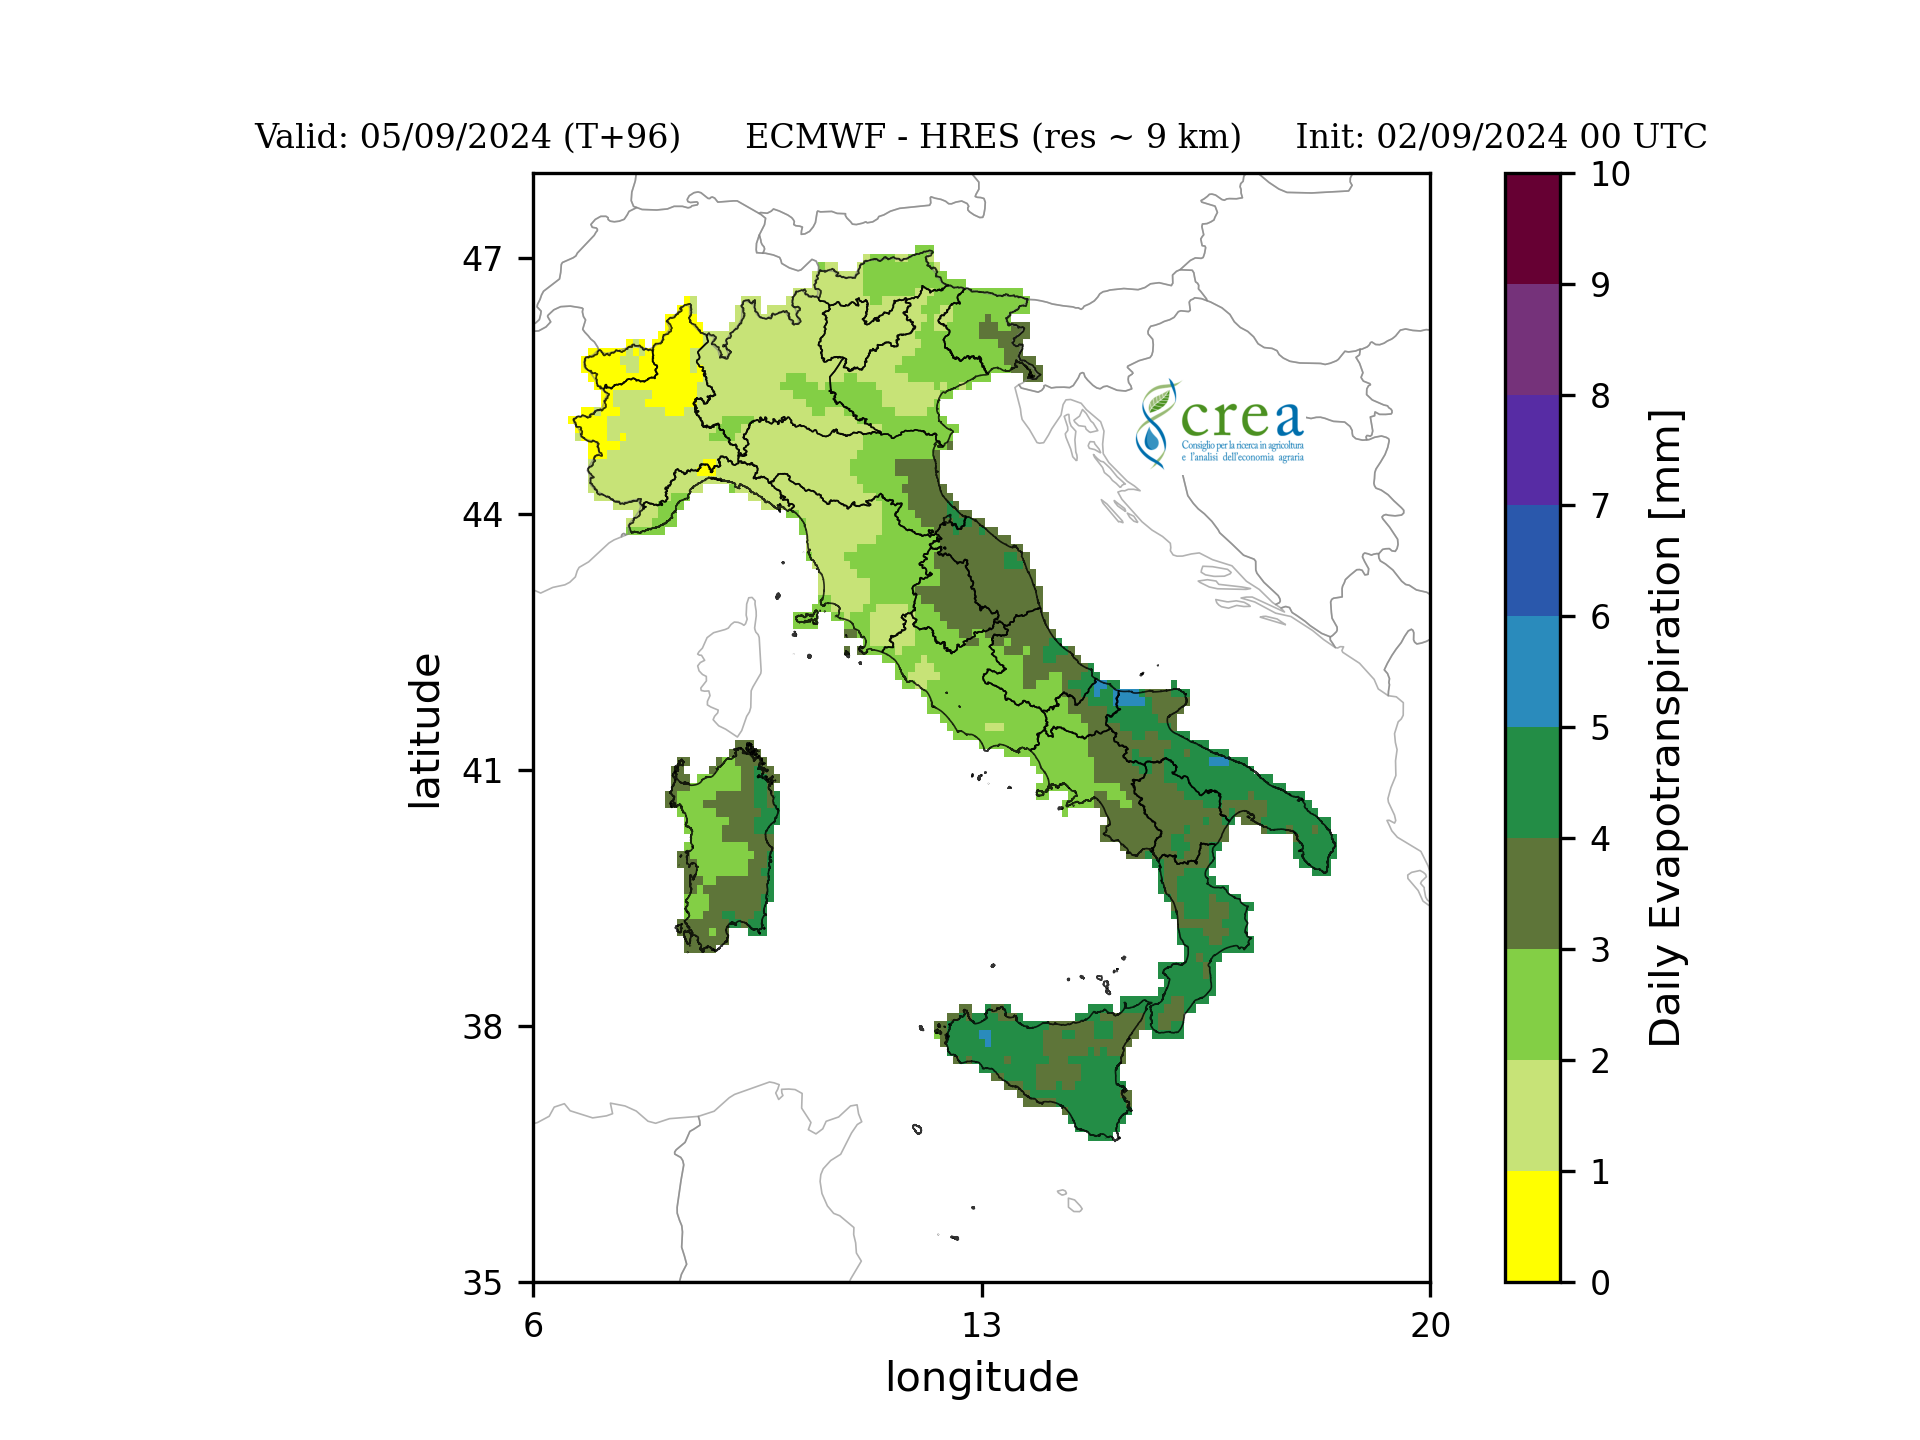 Valid: 05/09/2024 (T+96) ECMWF - HRES (res ~ 9 km) Init: 02/09/2024 00 UTC
47
44
41
38
35
6 13 20
longitude
latitude
crea
Consiglio per la ricerca in agricoltura
e l'analisi dell'economia agraria
10
9
8
7
6
5
4
3
2
1
0
Daily Evapotranspiration [mm]